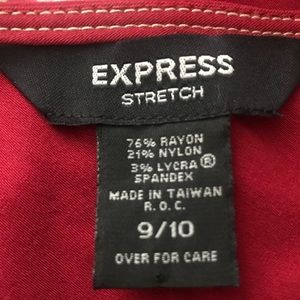 EXPRESS
STRETCH
76% RAYON
21% NYLON
3% LYCRA®
SPANDEX
MADE IN TAIWAN
R.O.C.
9/10
OVER FOR CARE